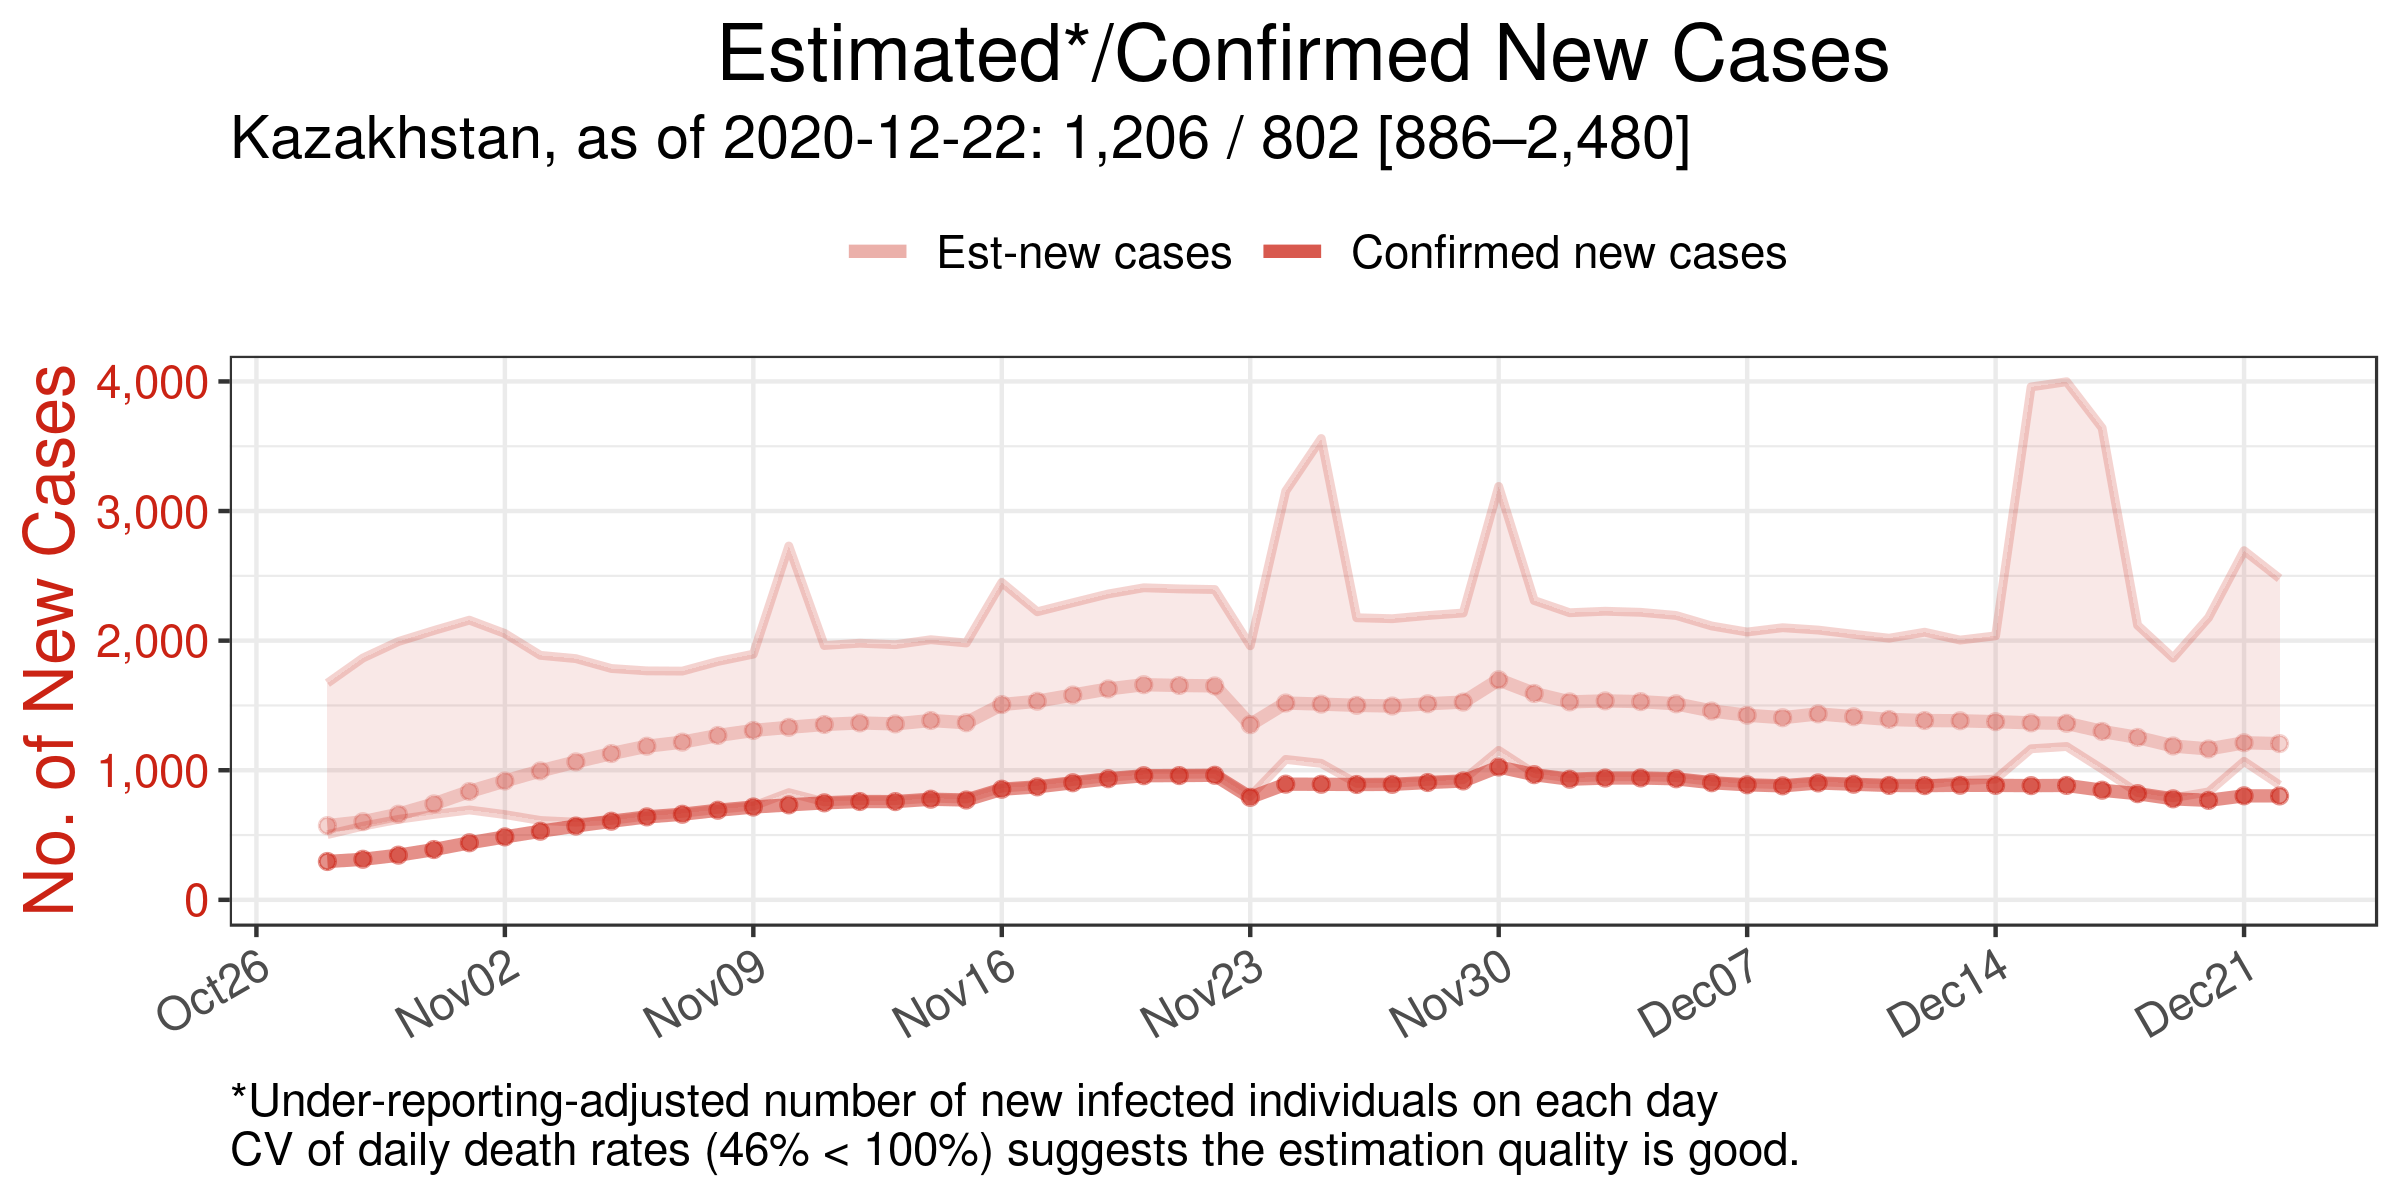 Estimated*/Confirmed New Cases
Kazakhstan, as of 2020-12-22: 1,206 / 802 [886–2,480]
Est-new cases
Confirmed new cases
No. of New Cases
4,000
3,000
2,000
1,000
0
Oct26
Nov02
Nov09
Nov16
Nov23
Nov30
Dec07
Dec14
Dec21
*Under-reporting-adjusted number of new infected individuals on each day
CV of daily death rates (46% < 100%) suggests the estimation quality is good.